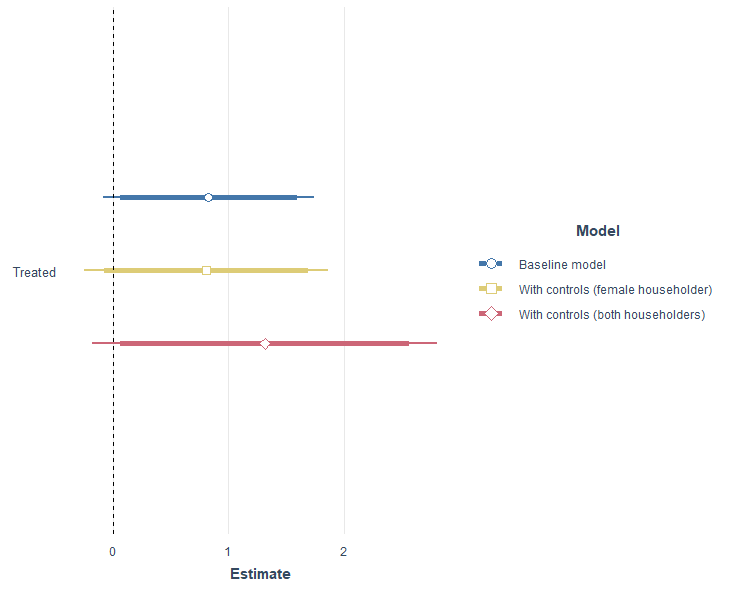 Treated
0
1
2
Estimate
Model
Baseline model
With controls (female householder)
With controls (both householders)